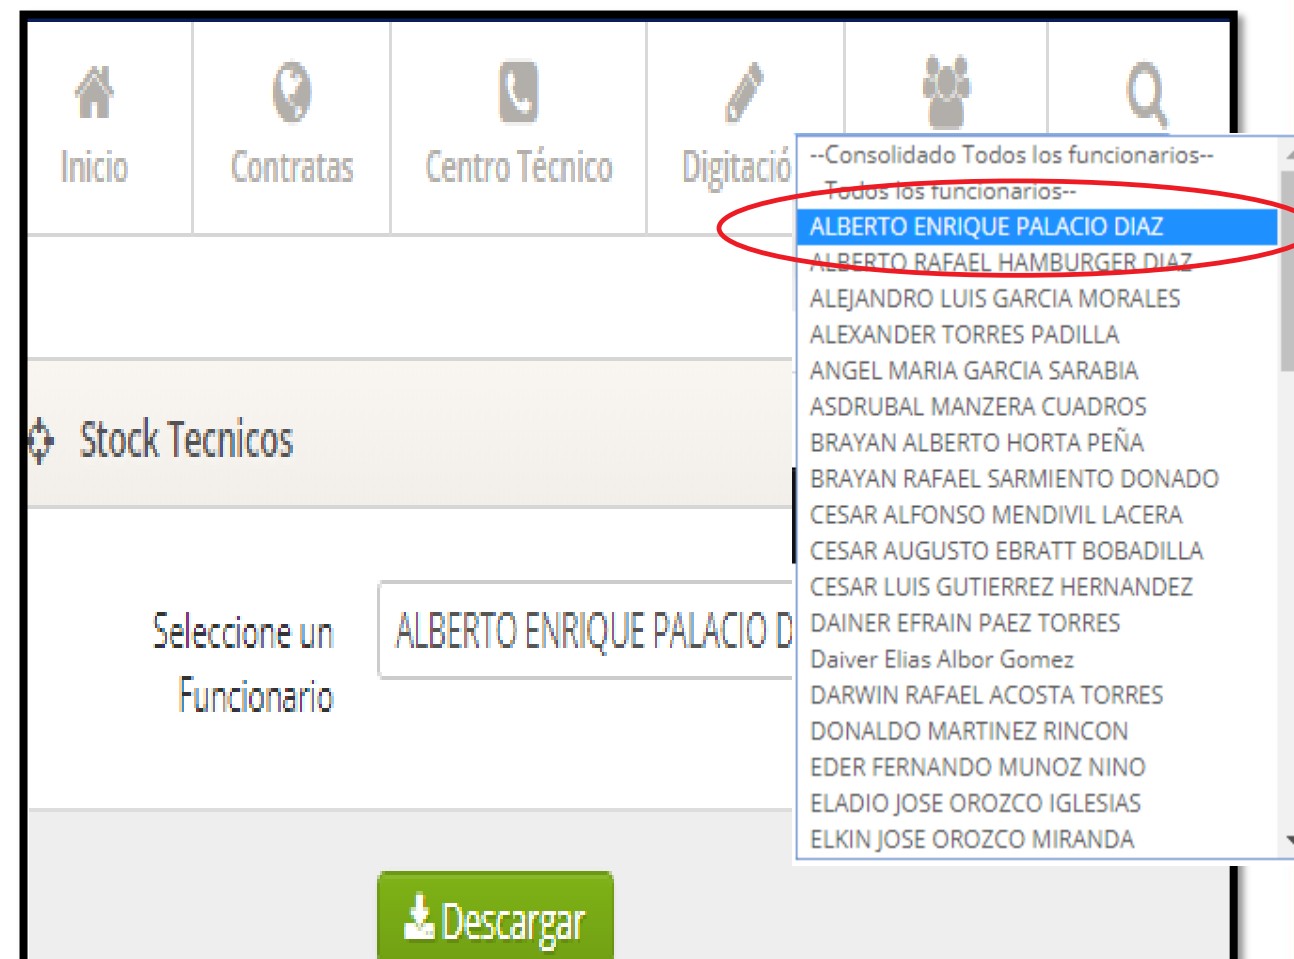 Inicio
Contratas
Centro Técnico
Digitació
Stock Tecnicos
Seleccione un
Funcionario
ALBERTO ENRIQUE PALACIO D
Descargar
--Consolidado Todos los funcionarios--
--Todos los funcionarios--
ALBERTO ENRIQUE PALACIO DIAZ
ALBERTO RAFAEL HAMBURGER DIAZ
ALEJANDRO LUIS GARCIA MORALES
ALEXANDER TORRES PADILLA
ANGEL MARIA GARCIA SARABIA
ASDRUBAL MANZERA CUADROS
BRAYAN ALBERTO HORTA PEÑA
BRAYAN RAFAEL SARMIENTO DONADO
CESAR ALFONSO MENDIVIL LACERA
CESAR AUGUSTO EBRATT BOBADILLA
CESAR LUIS GUTIERREZ HERNANDEZ
DAINER EFRAIN PAEZ TORRES
Daiver Elias Albor Gomez
DARWIN RAFAEL ACOSTA TORRES
DONALDO MARTINEZ RINCON
EDER FERNANDO MUNOZ NINO
ELADIO JOSE OROZCO IGLESIAS
ELKIN JOSE OROZCO MIRANDA